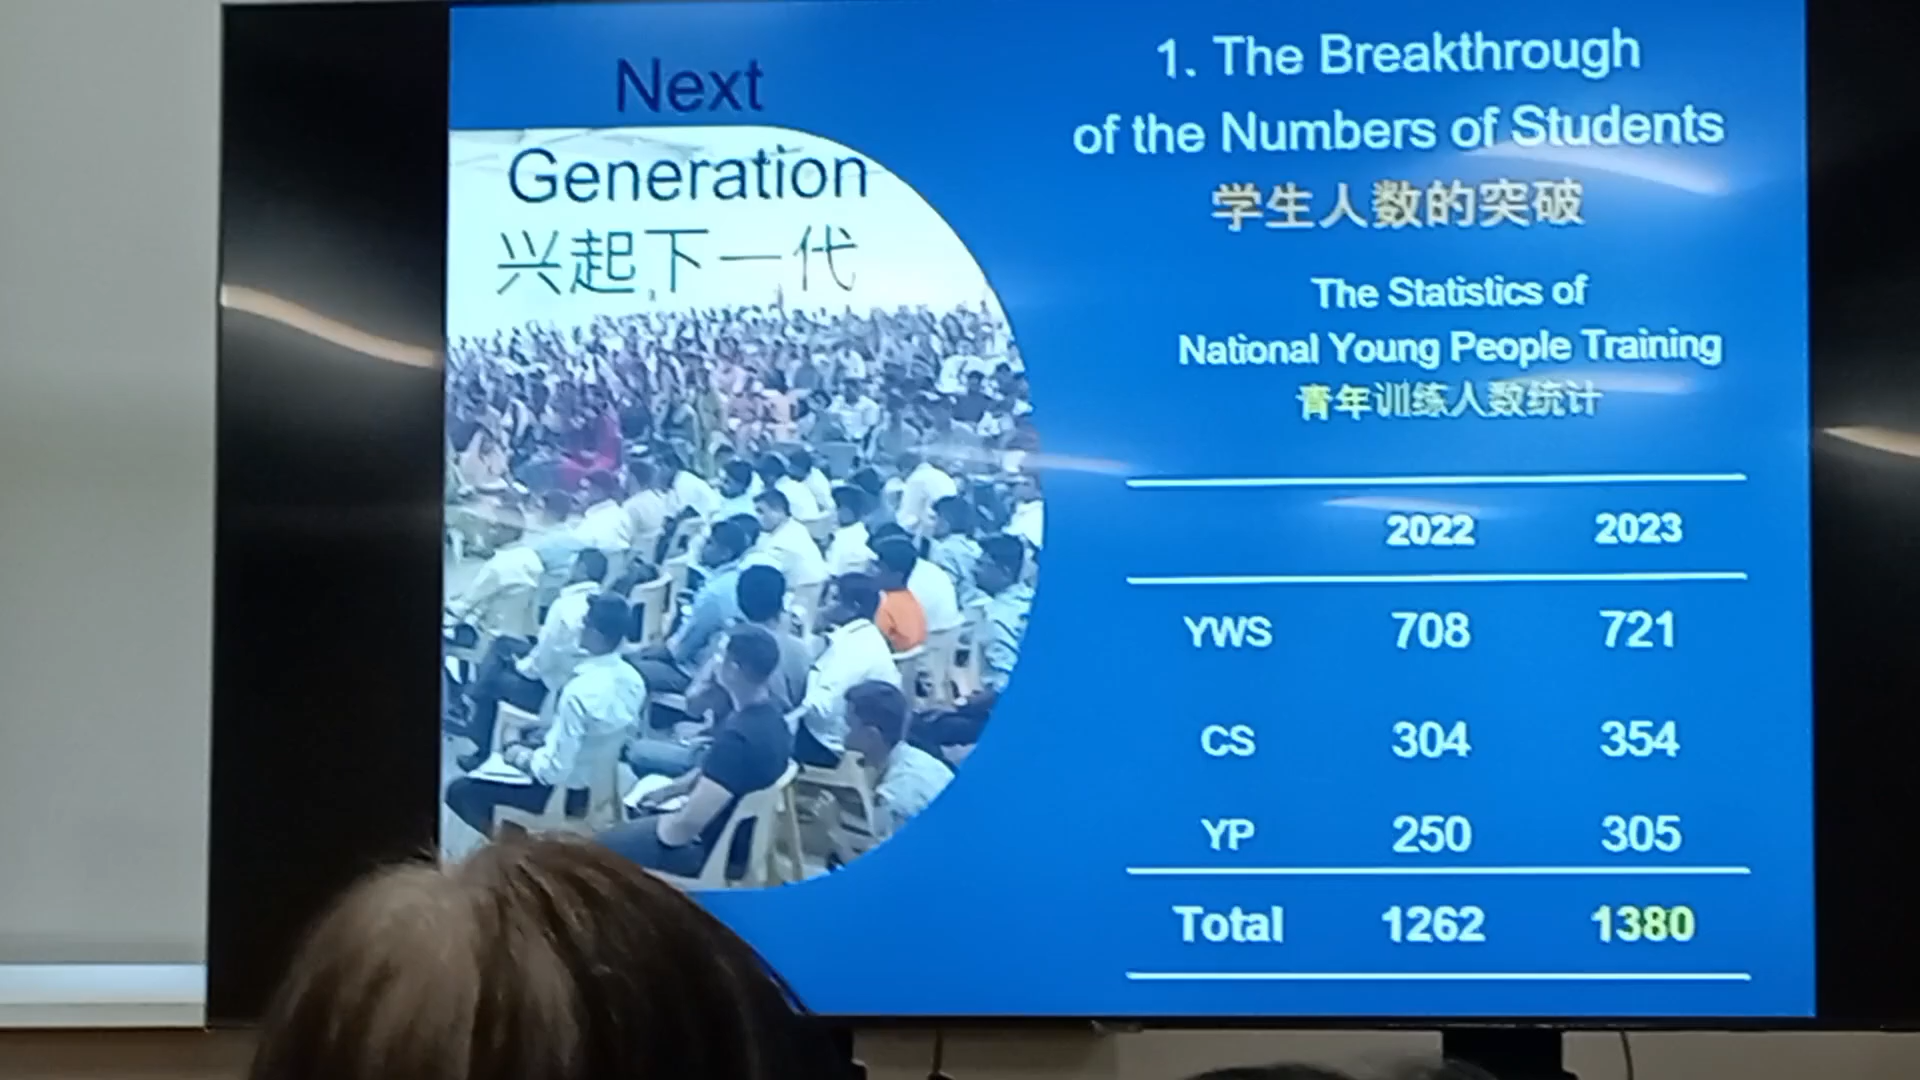 Next
Generation
兴起下一代
1. The Breakthrough
of the Numbers of Students
学生人数的突破
The Statistics of
National Young People Training
青年训练人数统计
2022 2023
YWS 708 721
CS 304 354
YP 250 305
Total 1262 1380